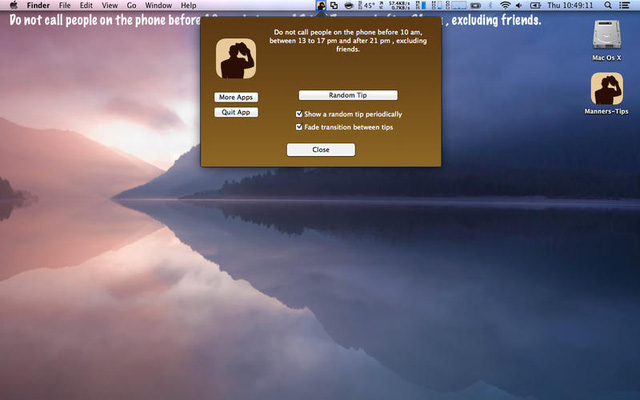 Finder File Edit View Go Window Help
45°
57.4KB/s
0.7KB/s
Thu 10:49:11
Do not call people on the phone before
, excluding friends.
Do not call people on the phone before 10 am,
between 13 to 17 pm and after 21 pm , excluding
friends.
More Apps
Random Tip
Quit App
Show a random tip periodically
Fade transition between tips
Close
Mac Os X
Manners-Tips